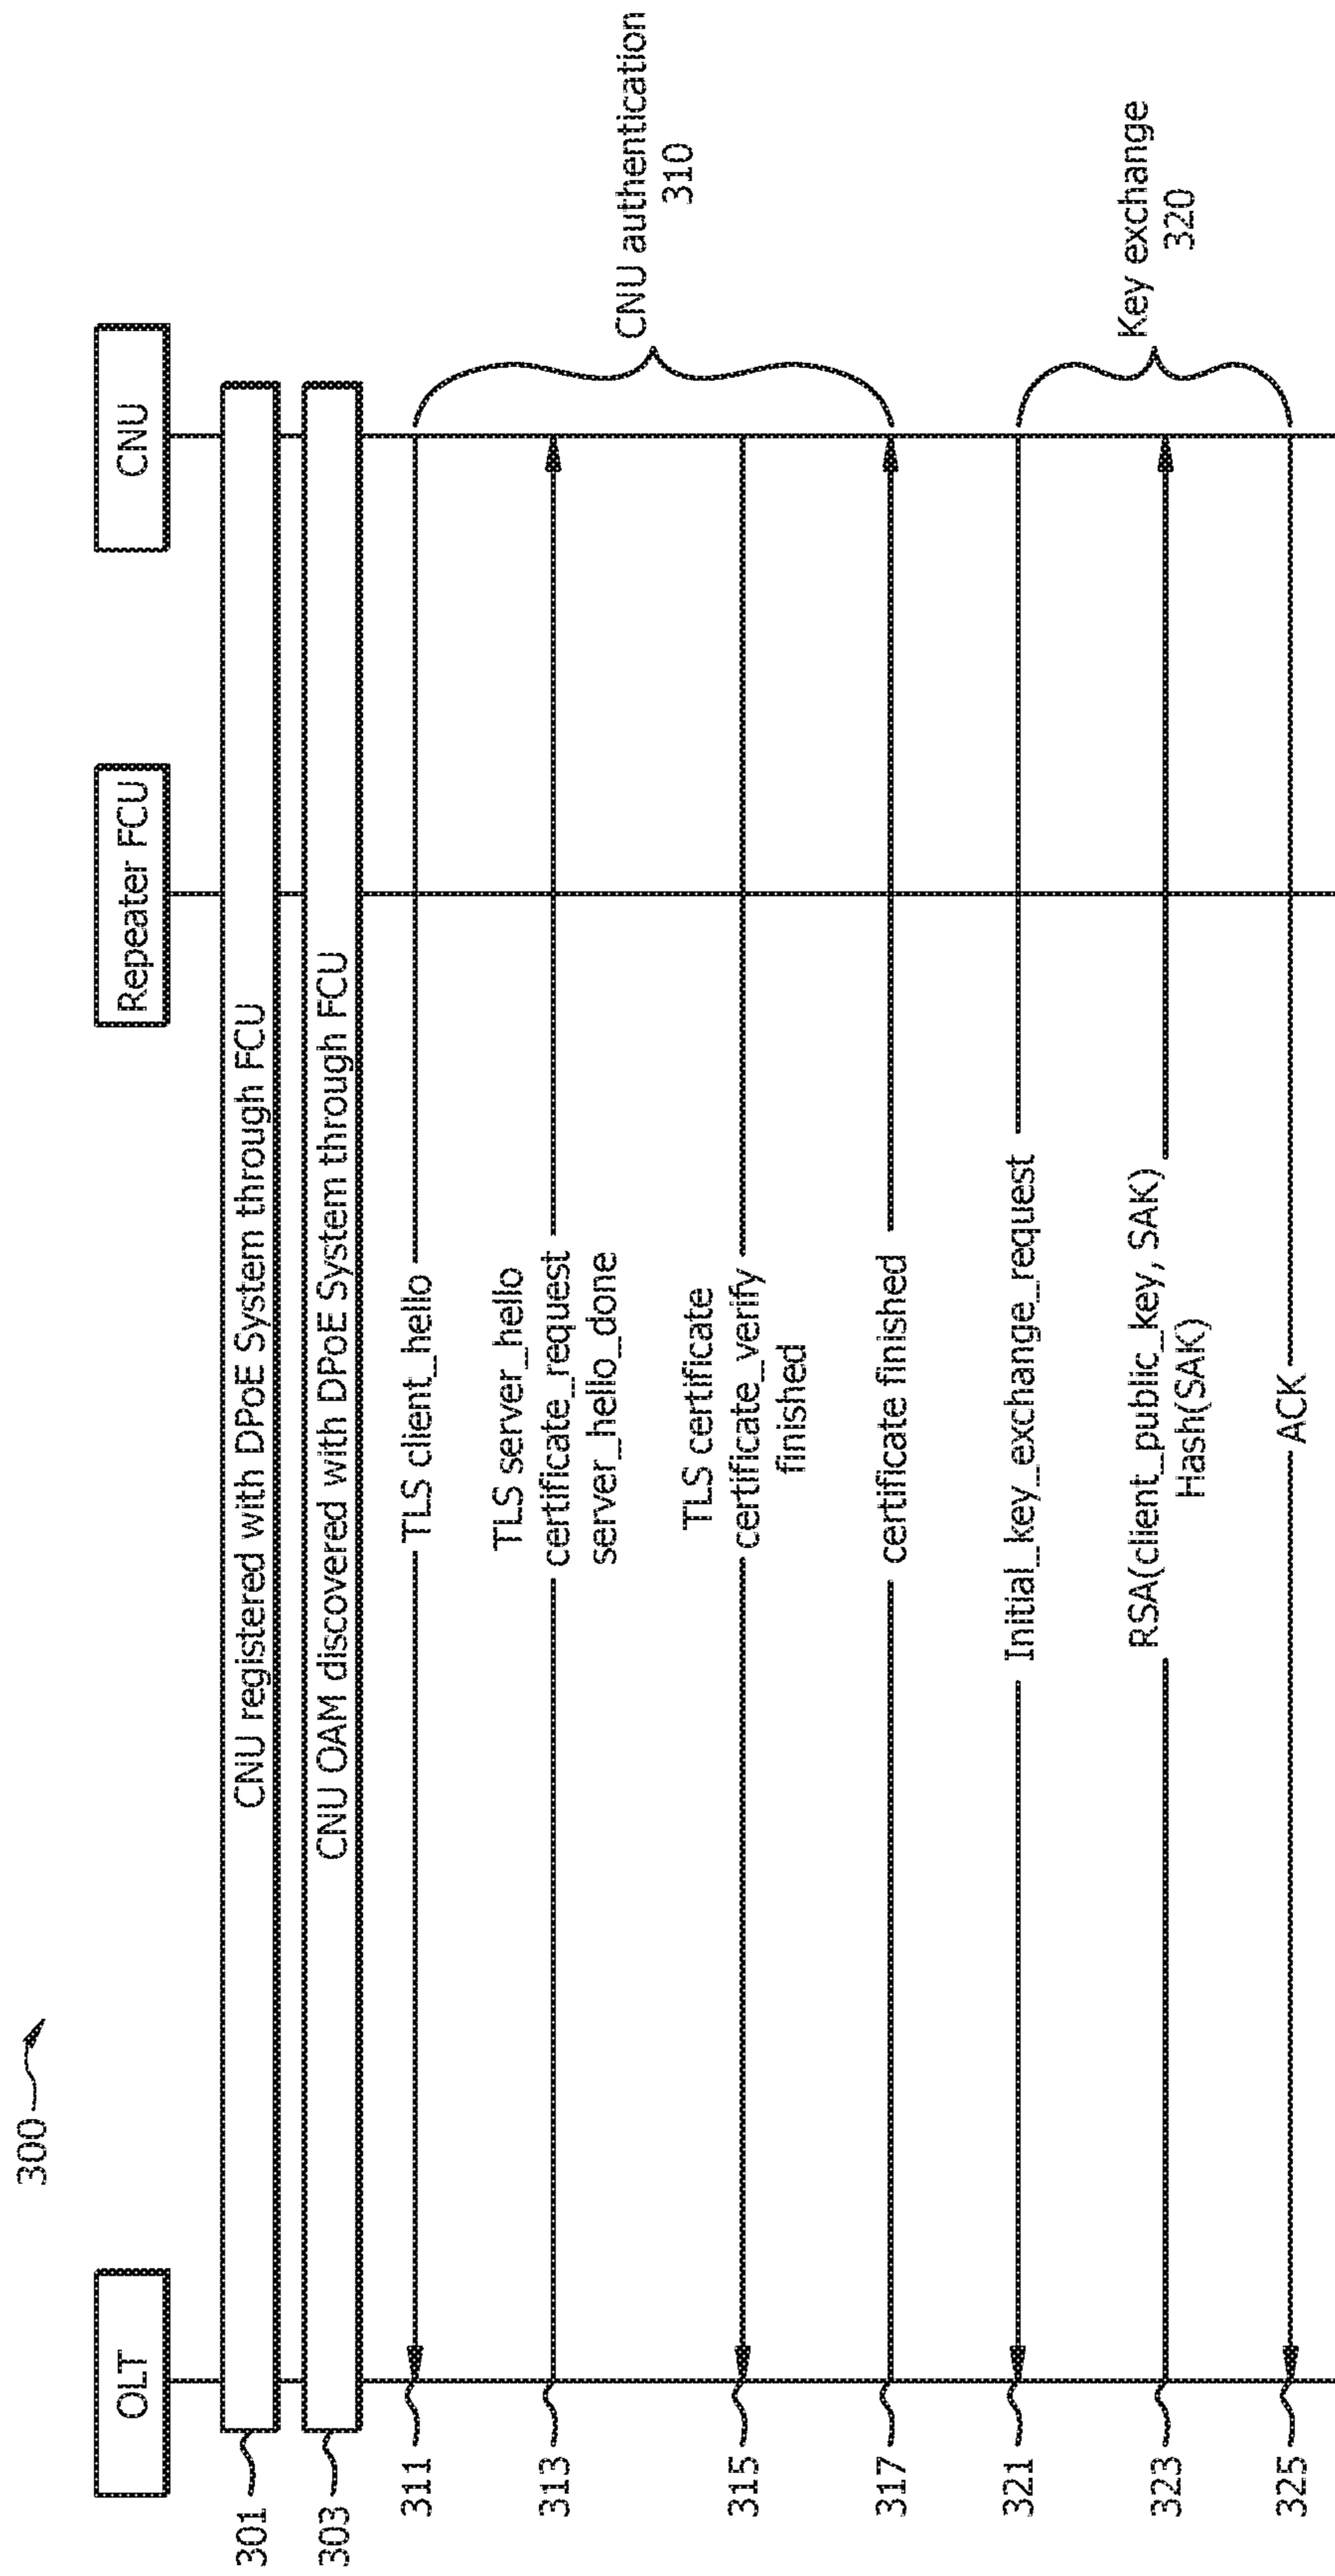 300
OLT
Repeater FCU
CNU
301
CNU registered with DPoE System through FCU
303
CNU OAM discovered with DPoE System through FCU
311
TLS client_hello
313
TLS server_hello
certificate_request
server_hello_done
315
TLS certificate
certificate_verify
finished
317
certificate finished
CNU authentication
310
321
Initial_key_exchange_request
323
RSA(client_public_key, SAK)
Hash(SAK)
325
ACK
Key exchange
320